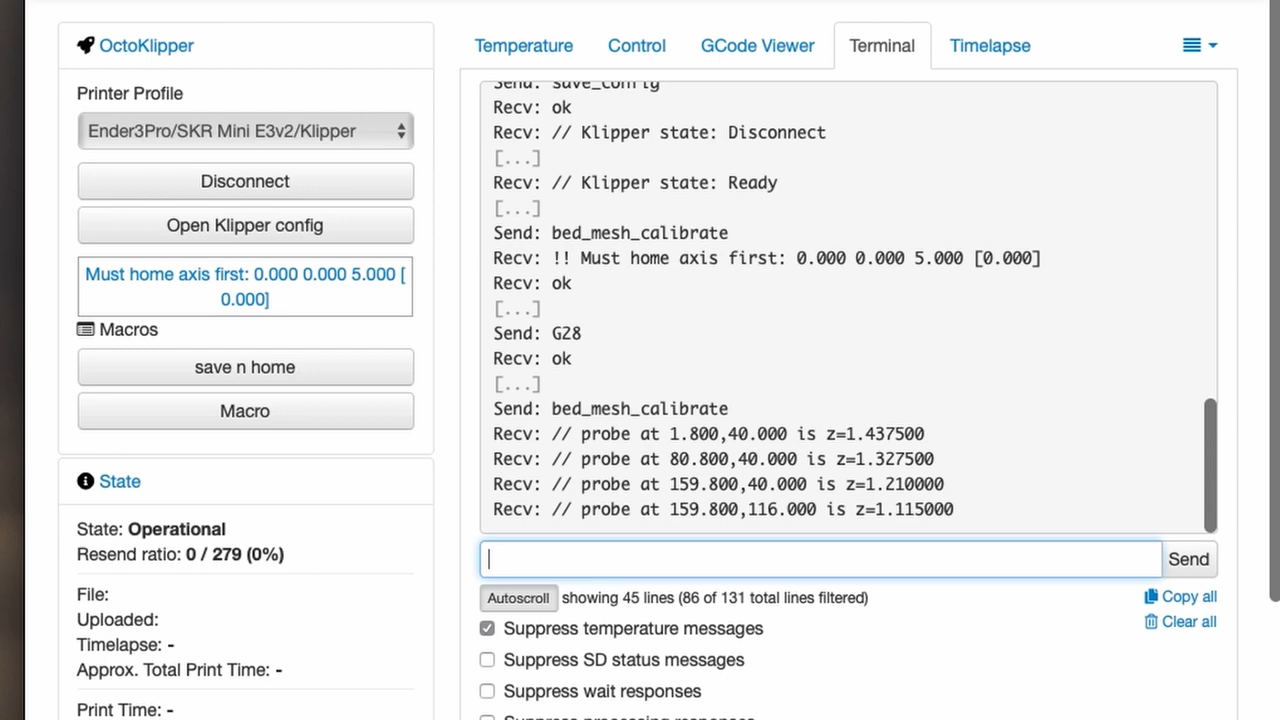 OctoKlipper
Printer Profile
Ender3Pro/SKR Mini E3v2/Klipper
Disconnect
Open Klipper config
Must home axis first: 0.000 0.000 5.000 [
0.000]
Macros
save n home
Macro
State
State: Operational
Resend ratio: 0 / 279 (0%)
File:
Uploaded:
Timelapse: -
Approx. Total Print Time: -
Print Time: -
Temperature
Control
GCode Viewer
Terminal
Timelapse
Send: save_config
Recv: ok
Recv: // Klipper state: Disconnect
[...]
Recv: // Klipper state: Ready
[...]
Send: bed_mesh_calibrate
Recv: !! Must home axis first: 0.000 0.000 5.000 [0.000]
Recv: ok
[...]
Send: G28
Recv: ok
[...]
Send: bed_mesh_calibrate
Recv: // probe at 1.800,40.000 is z=1.437500
Recv: // probe at 80.800,40.000 is z=1.327500
Recv: // probe at 159.800,40.000 is z=1.210000
Recv: // probe at 159.800,116.000 is z=1.115000
Send
Autoscroll showing 45 lines (86 of 131 total lines filtered)
Copy all
Clear all
Suppress temperature messages
Suppress SD status messages
Suppress wait responses
Suppress processing responses